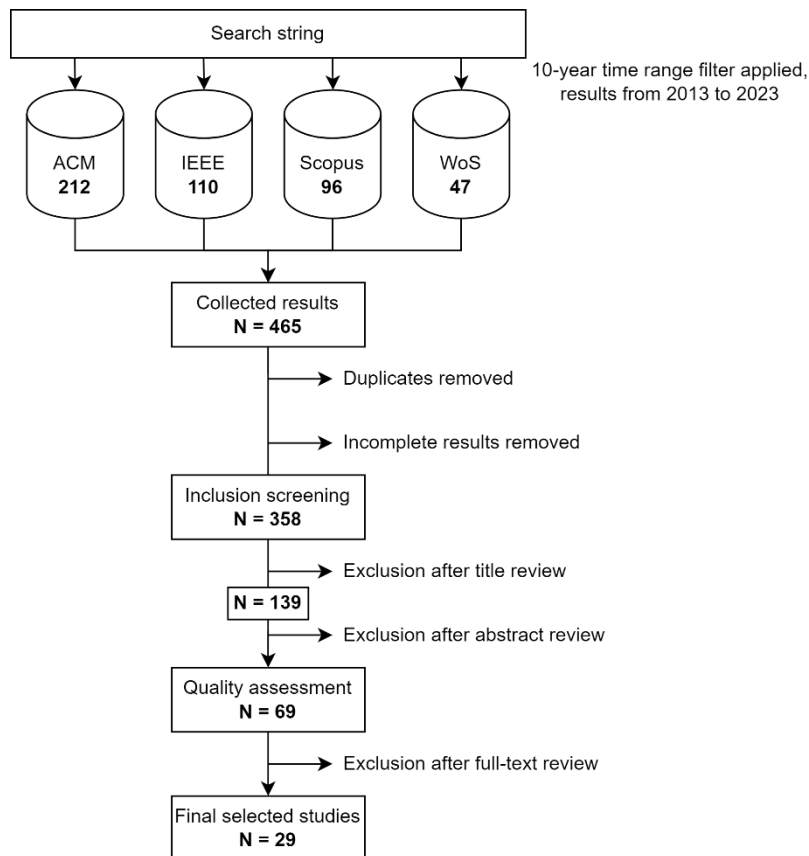 Search string
10-year time range filter applied,
results from 2013 to 2023
ACM
212
IEEE
110
Scopus
96
WoS
47
Collected results
N = 465
Duplicates removed
Incomplete results removed
Inclusion screening
N = 358
Exclusion after title review
N = 139
Exclusion after abstract review
Quality assessment
N = 69
Exclusion after full-text review
Final selected studies
N = 29